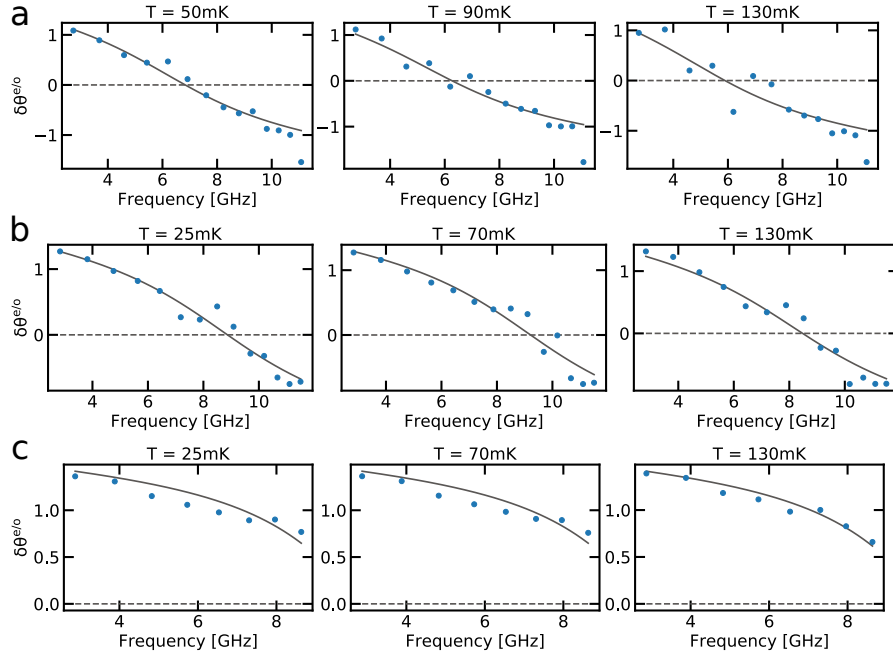 a
T = 50mK
T = 90mK
T = 130mK
δθe/o
1
0
−1
1
0
−1
1
0
−1
4 6 8 10
4 6 8 10
4 6 8 10
Frequency [GHz]
Frequency [GHz]
Frequency [GHz]
b
T = 25mK
T = 70mK
T = 130mK
δθe/o
1
0
1
0
1
0
4 6 8 10
4 6 8 10
4 6 8 10
Frequency [GHz]
Frequency [GHz]
Frequency [GHz]
c
T = 25mK
T = 70mK
T = 130mK
δθe/o
1.0
0.5
0.0
1.0
0.5
0.0
1.0
0.5
0.0
4 6 8
4 6 8
4 6 8
Frequency [GHz]
Frequency [GHz]
Frequency [GHz]